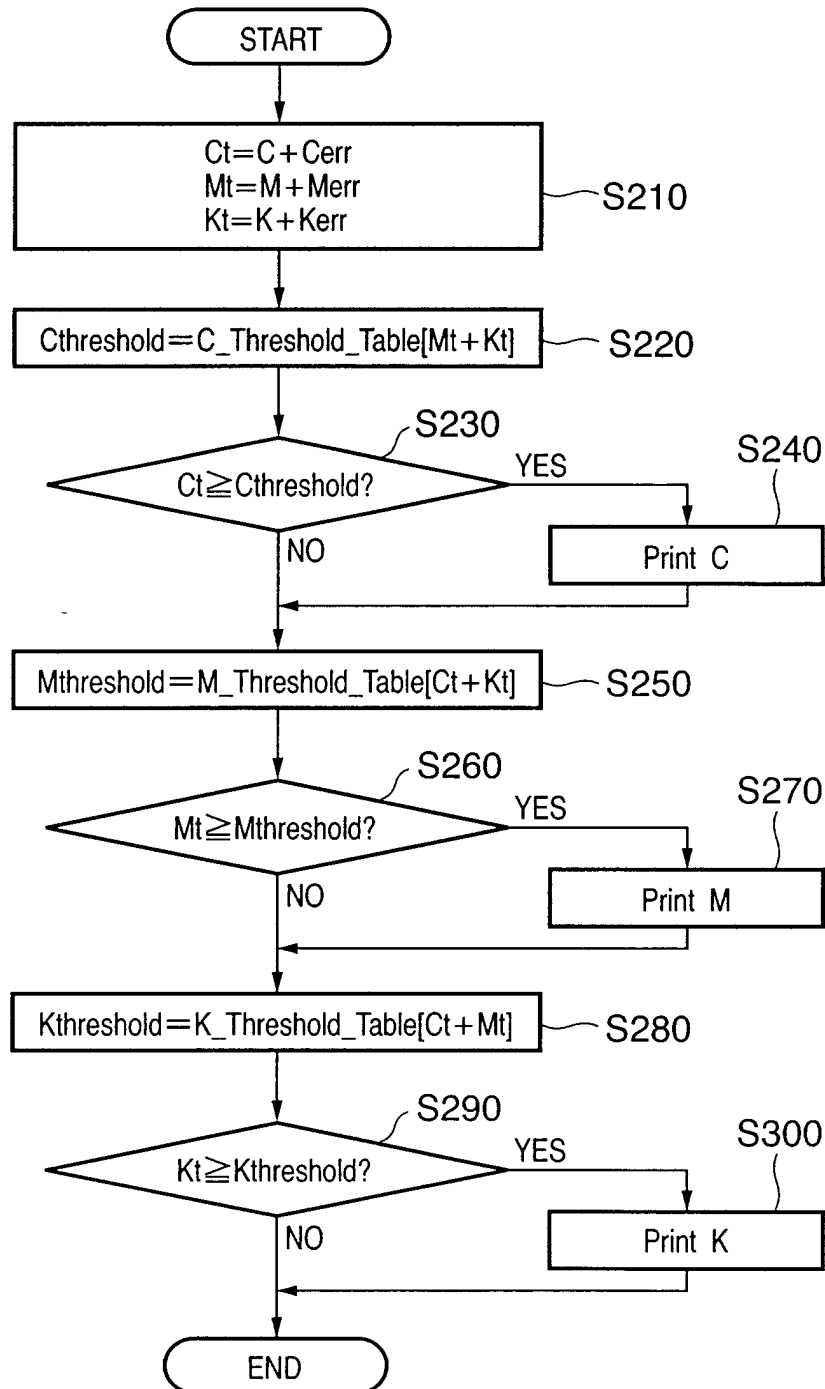 START
Ct=C+Cerr
Mt=M+Merr
Kt=K+Kerr
S210
Cthreshold=C_Threshold_Table[Mt+Kt]
S220
S230
Ct≧Cthreshold?
YES
S240
NO
Print C
Mthreshold=M_Threshold_Table[Ct+Kt]
S250
S260
Mt≧Mthreshold?
YES
S270
NO
Print M
Kthreshold=K_Threshold_Table[Ct+Mt]
S280
S290
Kt≧Kthreshold?
YES
S300
NO
Print K
END